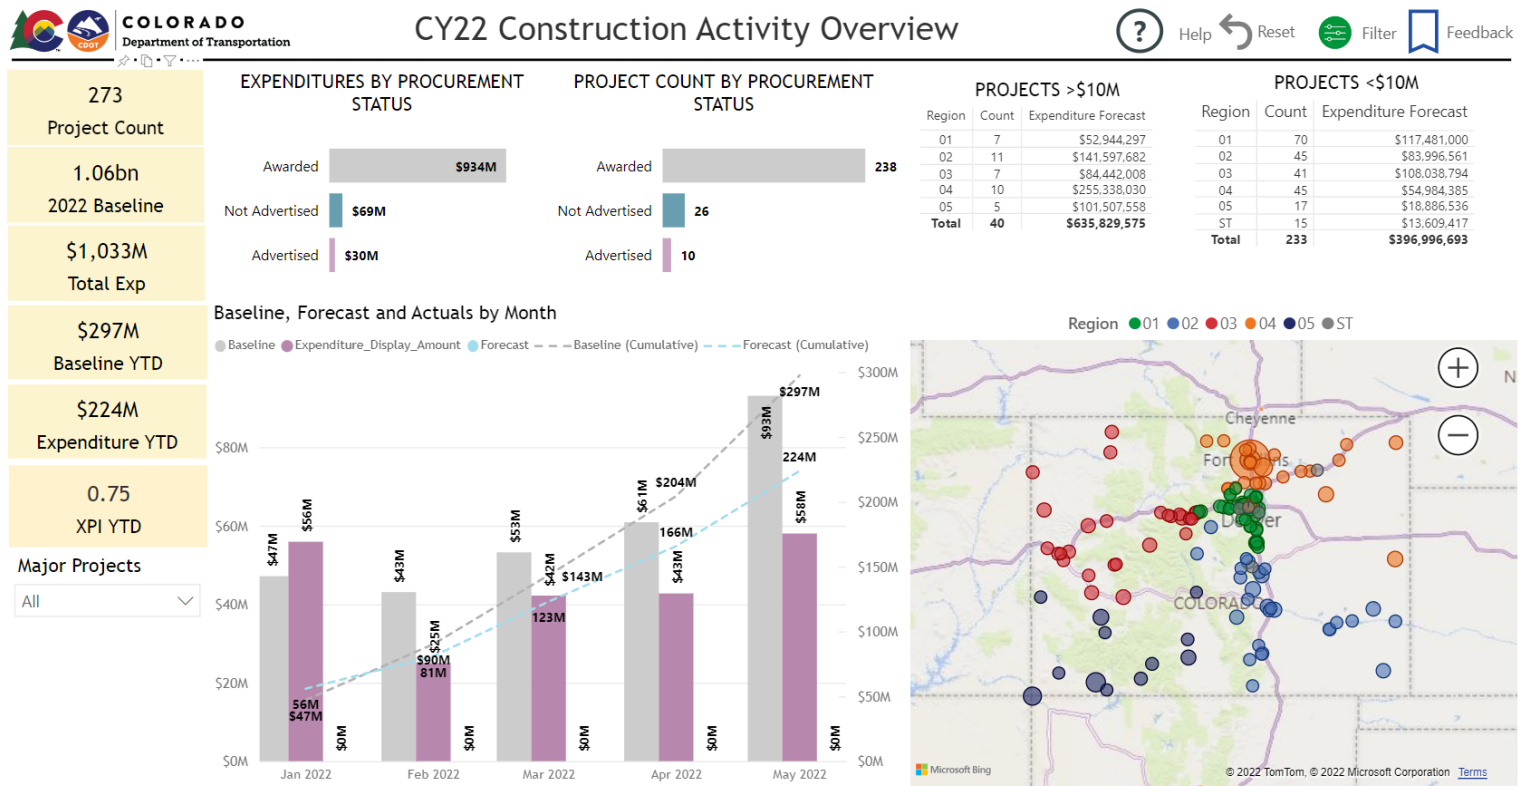 COLORADO
Department of Transportation
CDOT
CY22 Construction Activity Overview
?
Help
Reset
Filter
Feedback
273
Project Count
1.06bn
2022 Baseline
$1,033M
Total Exp
$297M
Baseline YTD
$224M
Expenditure YTD
0.75
XPI YTD
Major Projects
All
EXPENDITURES BY PROCUREMENT
STATUS
Awarded $934M
Not Advertised $69M
Advertised $30M
PROJECT COUNT BY PROCUREMENT
STATUS
Awarded 238
Not Advertised 26
Advertised 10
PROJECTS >$10M
Region Count Expenditure Forecast
01 7 $52,944,297
02 11 $141,597,682
03 7 $84,442,008
04 10 $255,338,030
05 5 $101,507,558
Total 40 $635,829,575
PROJECTS <$10M
Region Count Expenditure Forecast
01 70 $117,481,000
02 45 $83,996,561
03 41 $108,038,794
04 45 $54,984,385
05 17 $18,886,536
ST 15 $13,609,417
Total 233 $396,996,693
Baseline, Forecast and Actuals by Month
Baseline Expenditure_Display_Amount Forecast Baseline (Cumulative) Forecast (Cumulative)
$80M
$60M
$40M
$20M
$0M
$47M
$56M
56M
$47M
$0M
$43M
$25M
$90M
81M
$0M
$53M
$42M
$143M
123M
$0M
$61M
$204M
166M
$43M
$0M
$93M
$297M
224M
$58M
$0M
$300M
$250M
$200M
$150M
$100M
$50M
$0M
Jan 2022
Feb 2022
Mar 2022
Apr 2022
May 2022
Region 01 02 03 04 05 ST
N
Cheyenne
COLORADO
Microsoft Bing
© 2022 TomTom, © 2022 Microsoft Corporation Terms